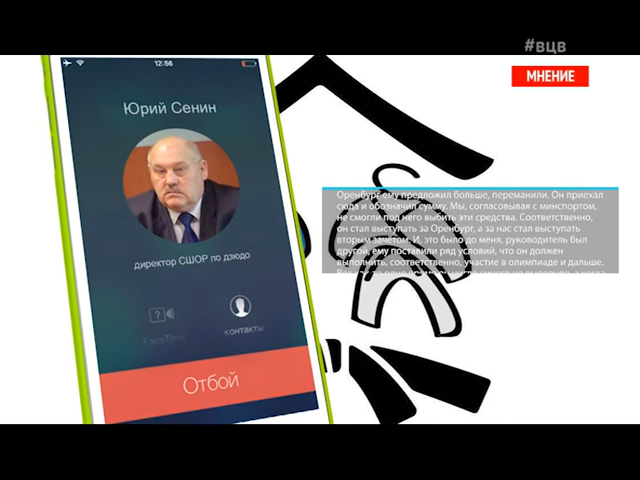 #вцв
МНЕНИЕ
12:56
Юрий Сенин
директор СШОР по дзюдо
FaceTime
контакты
Отбой
Оренбург ему предложил больше, переманили. Он приехал
сюда и обозначил сумму. Мы, согласовывая с минспортом,
не смогли под него выбить эти средства. Соответственно,
он стал выступать за Оренбург, а за нас стал выступать
вторым зачётом. И, это было до меня, руководитель был
другой, ему поставили ряд условий, что он должен
выполнить, соответственно, участие в олимпиаде и дальше.